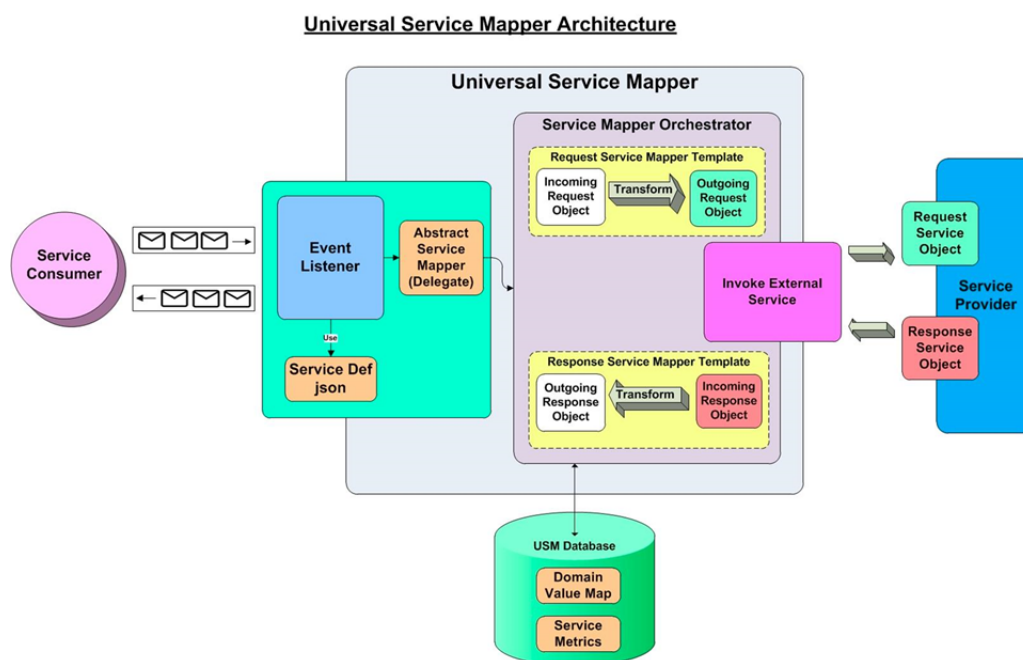 Universal Service Mapper Architecture
Universal Service Mapper
Service Mapper Orchestrator
Request Service Mapper Template
Incoming
Request
Object
Transform
Outgoing
Request
Object
Service
Consumer
Event
Listener
Abstract
Service
Mapper
(Delegate)
Use
Service Def
json
Invoke External
Service
Request
Service
Object
Service
Provider
Response
Service
Object
Response Service Mapper Template
Outgoing
Response
Object
Transform
Incoming
Response
Object
USM Database
Domain
Value Map
Service
Metrics